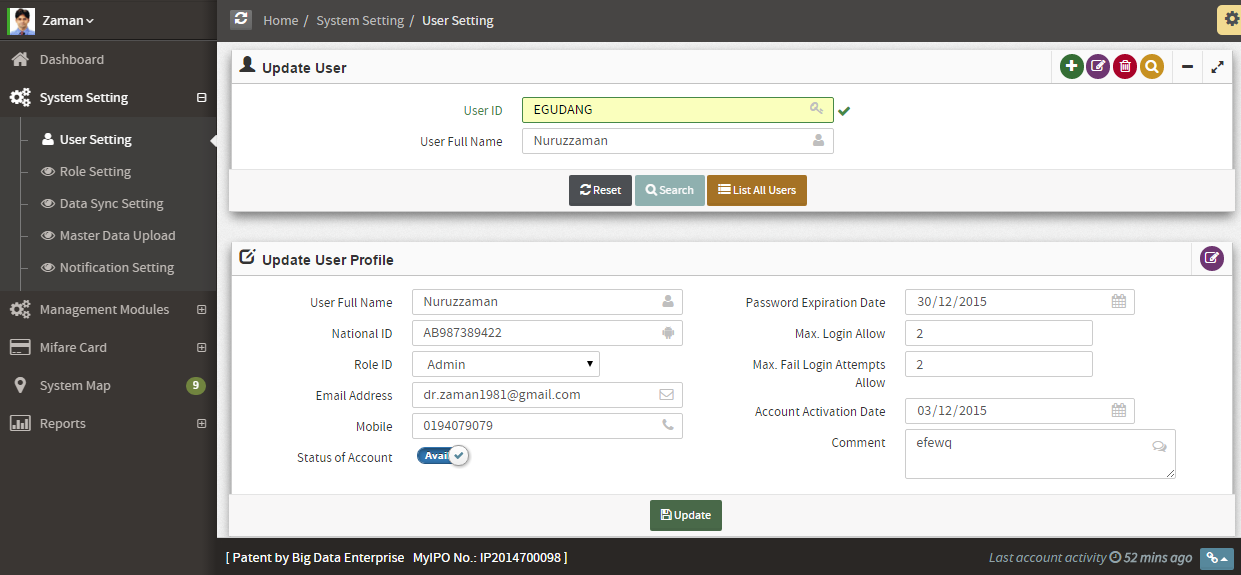 Zaman
Home / System Setting / User Setting
Dashboard
System Setting
User Setting
Role Setting
Data Sync Setting
Master Data Upload
Notification Setting
Management Modules
Mifare Card
System Map 9
Reports
Update User
User ID EGUDANG
User Full Name Nuruzzaman
Reset Search List All Users
Update User Profile
User Full Name Nuruzzaman
National ID AB987389422
Role ID Admin
Email Address dr.zaman1981@gmail.com
Mobile 0194079079
Status of Account Avai
Password Expiration Date 30/12/2015
Max. Login Allow 2
Max. Fail Login Attempts 2
Allow
Account Activation Date 03/12/2015
Comment efewq
Update
[ Patent by Big Data Enterprise MyIPO No.: IP2014700098 ]
Last account activity 52 mins ago